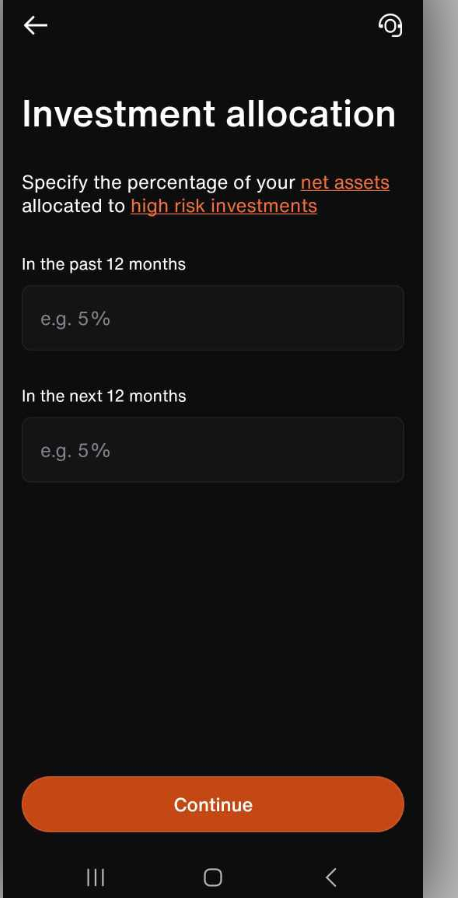 Investment allocation
Specify the percentage of your net assets
allocated to high risk investments
In the past 12 months
e.g. 5%
In the next 12 months
e.g. 5%
Continue